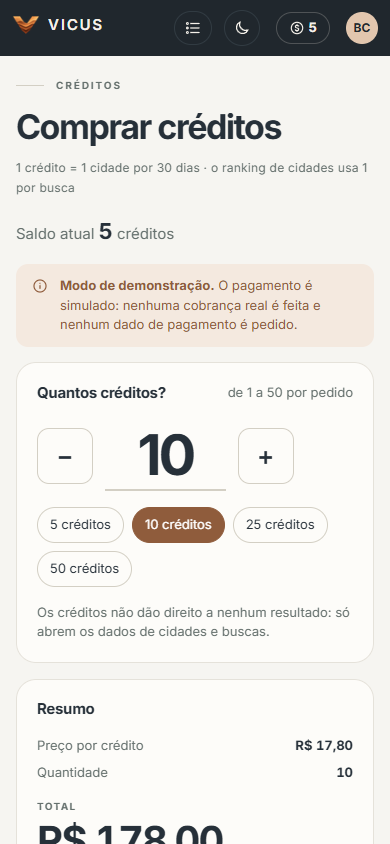 VICUS
5
BC
CRÉDITOS
Comprar créditos
1 crédito = 1 cidade por 30 dias · o ranking de cidades usa 1
por busca
Saldo atual 5 créditos
Modo de demonstração. O pagamento é
simulado: nenhuma cobrança real é feita e
nenhum dado de pagamento é pedido.
Quantos créditos?
de 1 a 50 por pedido
− 10 +
5 créditos
10 créditos
25 créditos
50 créditos
Os créditos não dão direito a nenhum resultado: só
abrem os dados de cidades e buscas.
Resumo
Preço por crédito R$ 17,80
Quantidade 10
TOTAL
R$ 178,00